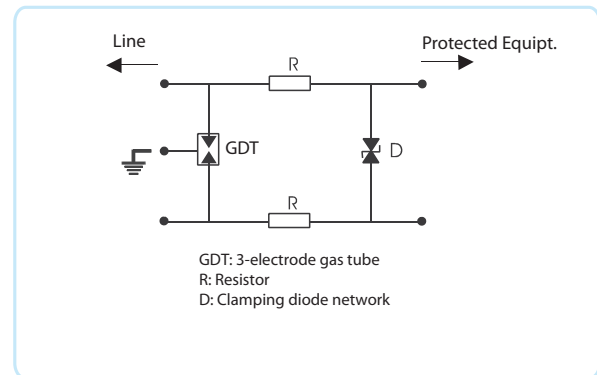 Line
Protected Equipt.
R
GDT
D
R
GDT: 3-electrode gas tube
R: Resistor
D: Clamping diode network